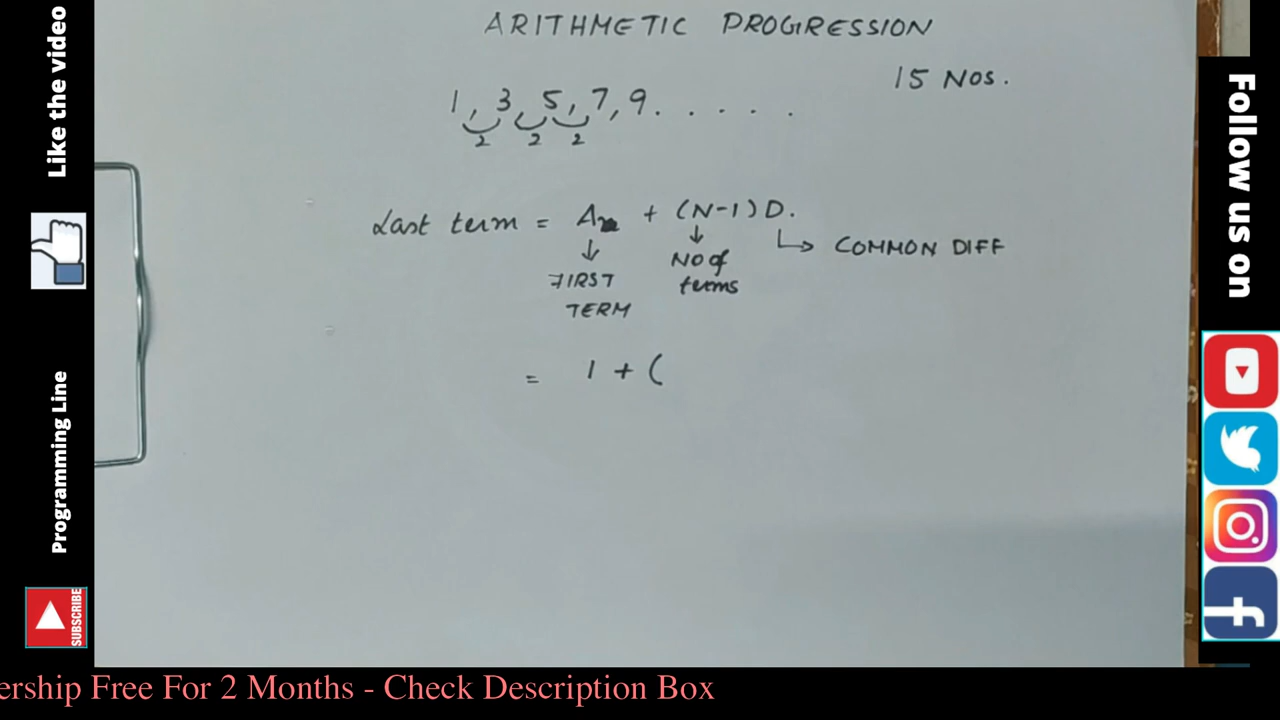 ARITHMETIC PROGRESSION
15 Nos.
1, 3, 5, 7, 9. . . . .
2 2 2
Last term = A + (N-1) D.
FIRST TERM
NO of terms
COMMON DIFF
= 1 + (
Like the video
Programming Line
SUBSCRIBE
Follow us on
ership Free For 2 Months - Check Description Box